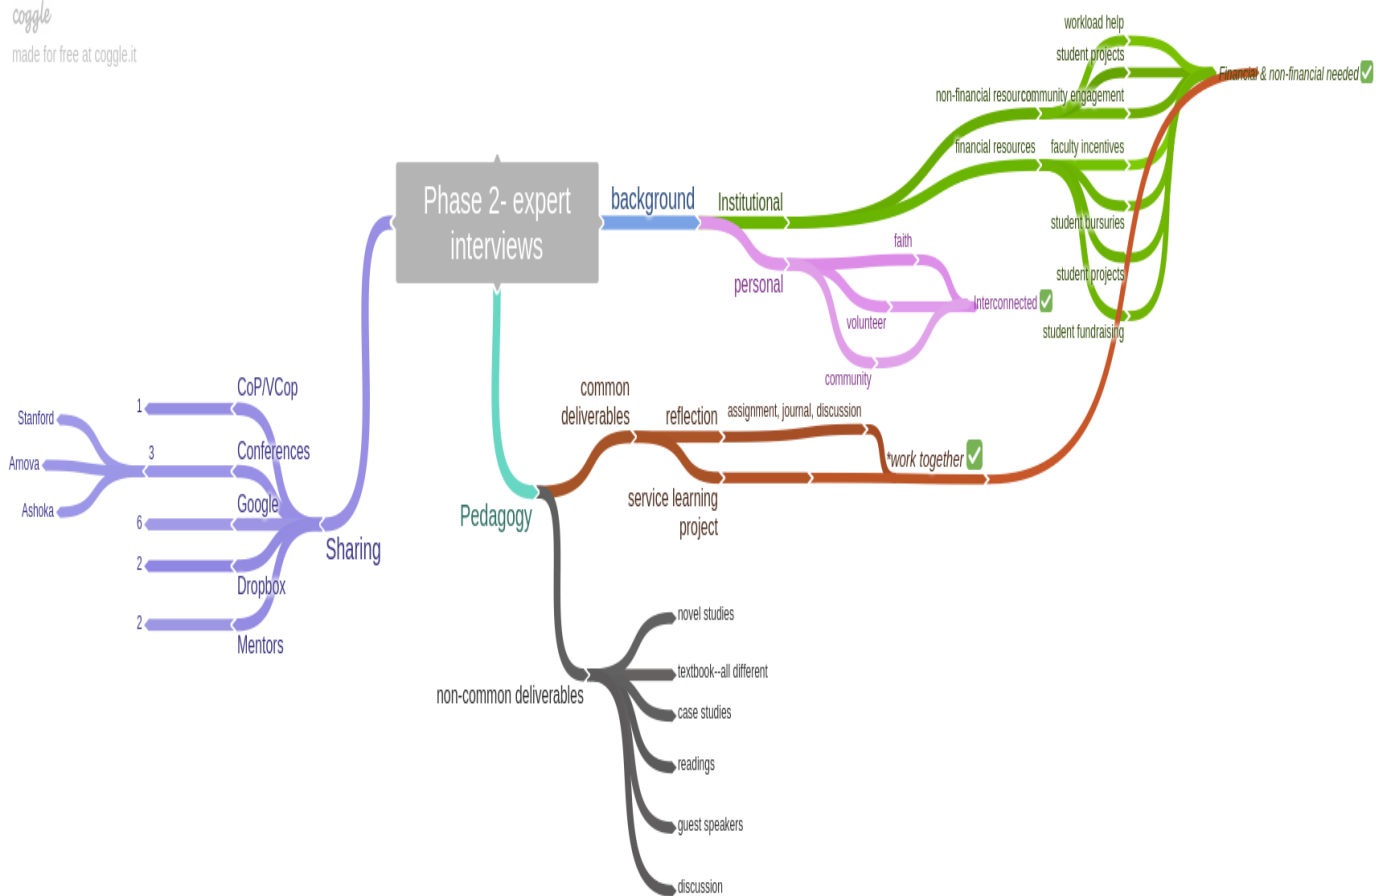 coggle
made for free at coggle.it
workload help
student projects
Financial & non-financial needed
non-financial resources
community engagement
financial resources
faculty incentives
student bursuries
student projects
student fundraising
Phase 2- expert
interviews
background
Institutional
personal
faith
volunteer
community
Interconnected
common
deliverables
reflection
assignment, journal, discussion
*work together
service learning
project
Pedagogy
CoP/VCop
1
Stanford
Conferences
3
Arnova
Google
Ashoka
6
2
Dropbox
Sharing
2
Mentors
non-common deliverables
novel studies
textbook--all different
case studies
readings
guest speakers
discussion